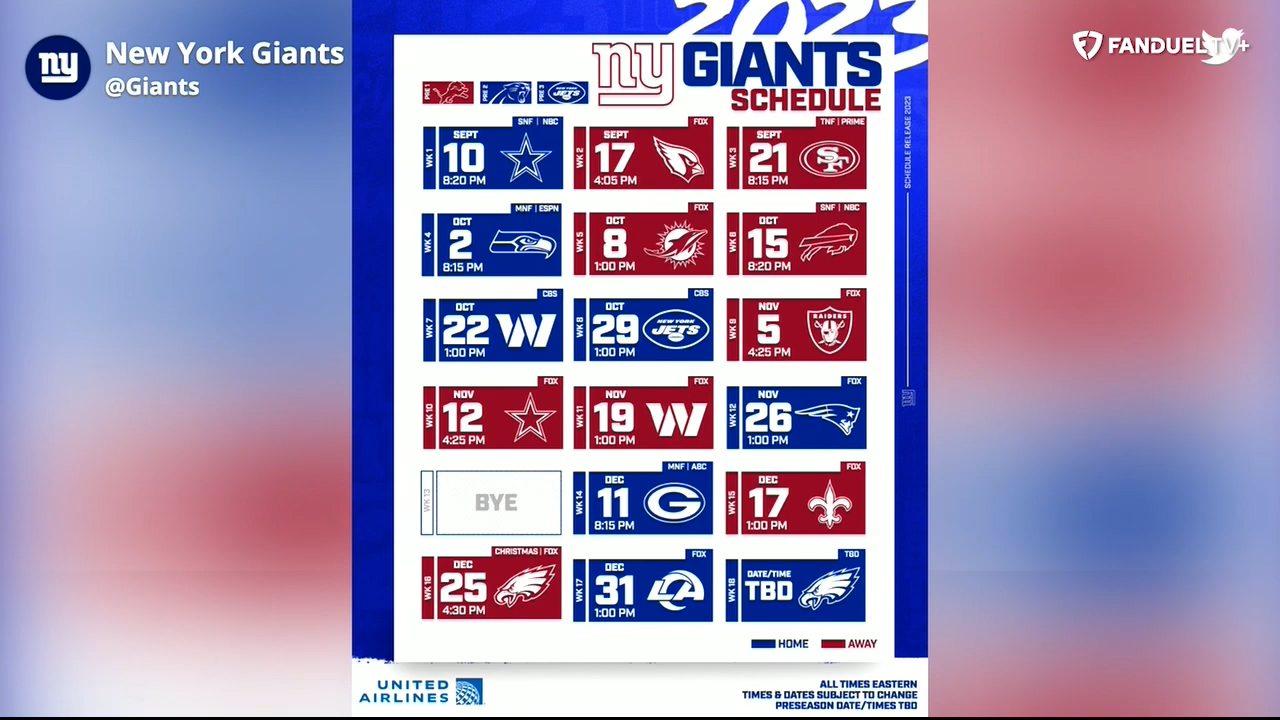 New York Giants
@Giants
FANDUEL TV+
2023
ny GIANTS
SCHEDULE
PRE 1
PRE 2
PRE 3 NEW YORK JETS
SCHEDULE RELEASE 2023
WK 1 SEPT 10 8:20 PM SNF | NBC
WK 2 SEPT 17 4:05 PM FOX
WK 3 SEPT 21 8:15 PM TNF | PRIME SF
WK 4 OCT 2 8:15 PM MNF | ESPN
WK 5 OCT 8 1:00 PM FOX
WK 6 OCT 15 8:20 PM SNF | NBC
WK 7 OCT 22 1:00 PM CBS W
WK 8 OCT 29 1:00 PM CBS NEW YORK JETS
WK 9 NOV 5 4:25 PM FOX RAIDERS
WK 10 NOV 12 4:25 PM FOX
WK 11 NOV 19 1:00 PM FOX W
WK 12 NOV 26 1:00 PM FOX
WK 13 BYE
WK 14 DEC 11 8:15 PM MNF | ABC G
WK 15 DEC 17 1:00 PM FOX
WK 16 DEC 25 4:30 PM CHRISTMAS | FOX
WK 17 DEC 31 1:00 PM FOX LA
WK 18 DATE/TIME TBD TBD
HOME AWAY
UNITED
AIRLINES
ALL TIMES EASTERN
TIMES & DATES SUBJECT TO CHANGE
PRESEASON DATE/TIMES TBD